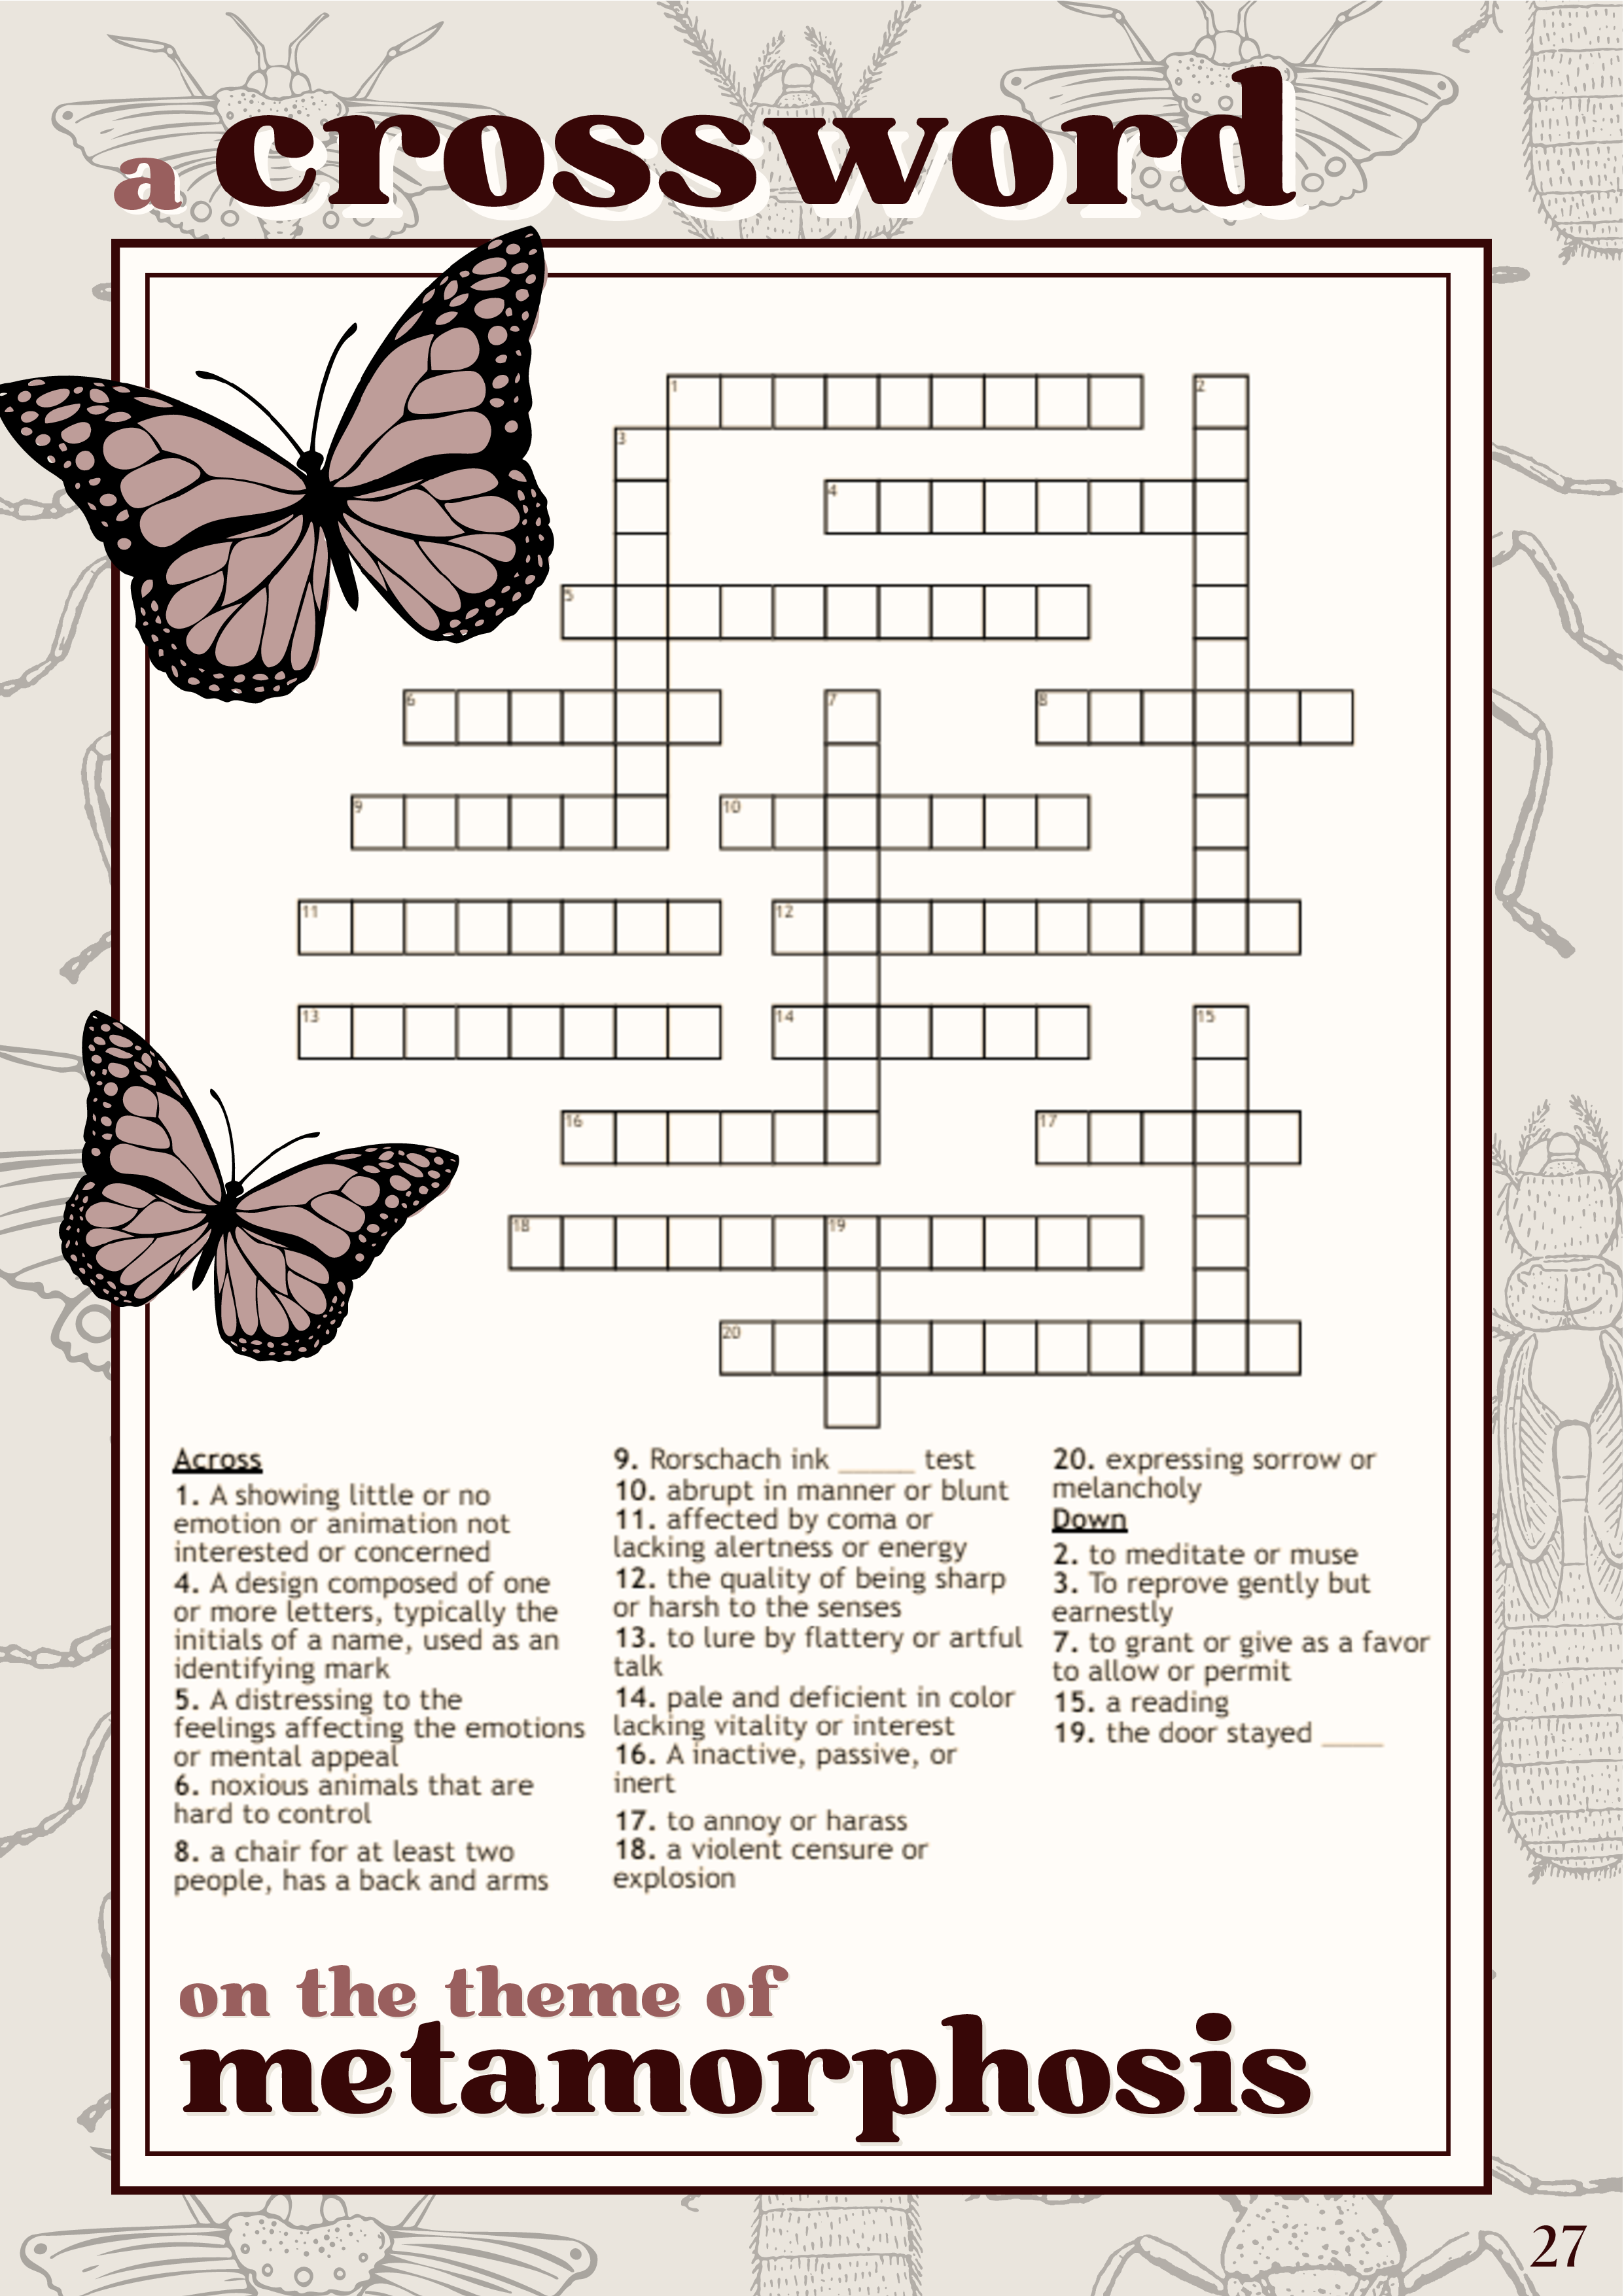 a crossword
1
2
3
4
5
6
7
8
9
10
11
12
13
14
15
16
17
18
19
20
Across
1. A showing little or no
emotion or animation not
interested or concerned
4. A design composed of one
or more letters, typically the
initials of a name, used as an
identifying mark
5. A distressing to the
feelings affecting the emotions
or mental appeal
6. noxious animals that are
hard to control
8. a chair for at least two
people, has a back and arms
9. Rorschach ink _____ test
10. abrupt in manner or blunt
11. affected by coma or
lacking alertness or energy
12. the quality of being sharp
or harsh to the senses
13. to lure by flattery or artful
talk
14. pale and deficient in color
lacking vitality or interest
16. A inactive, passive, or
inert
17. to annoy or harass
18. a violent censure or
explosion
20. expressing sorrow or
melancholy
Down
2. to meditate or muse
3. To reprove gently but
earnestly
7. to grant or give as a favor
to allow or permit
15. a reading
19. the door stayed ____
on the theme of
metamorphosis
27